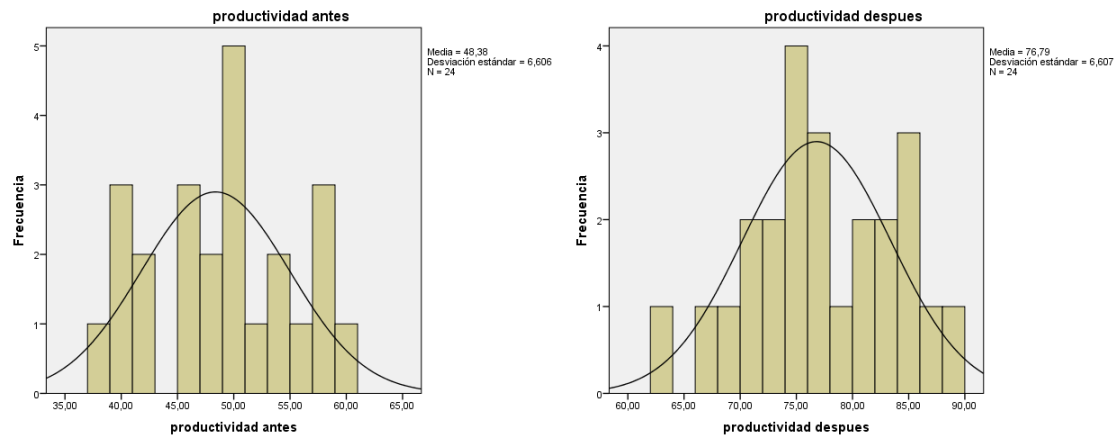 productividad antes
Media = 48,38
Desviación estándar = 6,606
N = 24
Frecuencia
5
4
3
2
1
0
35,00 40,00 45,00 50,00 55,00 60,00 65,00
productividad antes
productividad despues
Media = 76,79
Desviación estándar = 6,607
N = 24
Frecuencia
4
3
2
1
0
60,00 65,00 70,00 75,00 80,00 85,00 90,00
productividad despues